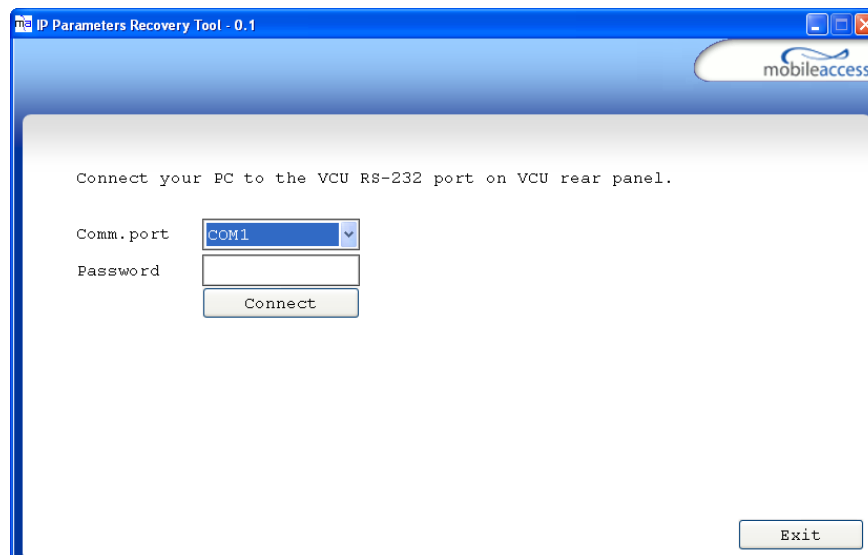 ma IP Parameters Recovery Tool - 0.1
mobileaccess
Connect your PC to the VCU RS-232 port on VCU rear panel.
Comm.port COM1
Password
Connect
Exit